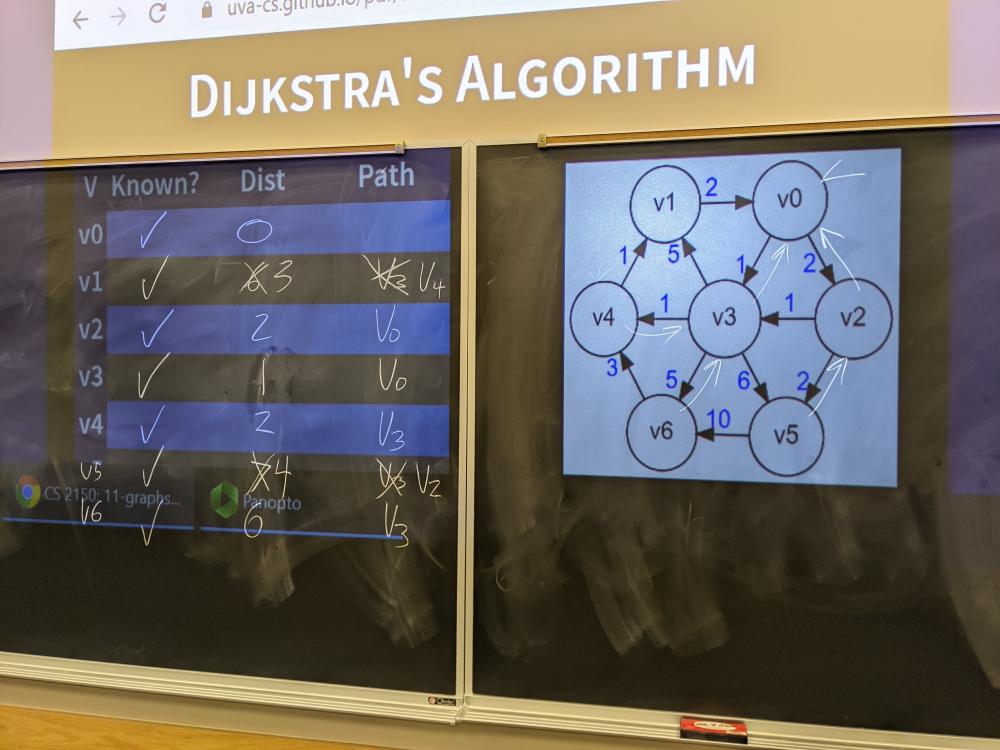 uva-cs.github.io/
DIJKSTRA'S ALGORITHM
V Known? Dist Path
v0 ✓ 0
v1 ✓ 6 3 V3 V4
v2 ✓ 2 V0
v3 ✓ 1 V0
v4 ✓ 2 V3
v5 ✓ 7 4 V3 V2
CS 2150: 11-graphs... Panopto
v6 ✓ 6 V3
v1 2 v0
1 5 1 2
v4 1 v3 1 v2
3 5 6 2
v6 10 v5